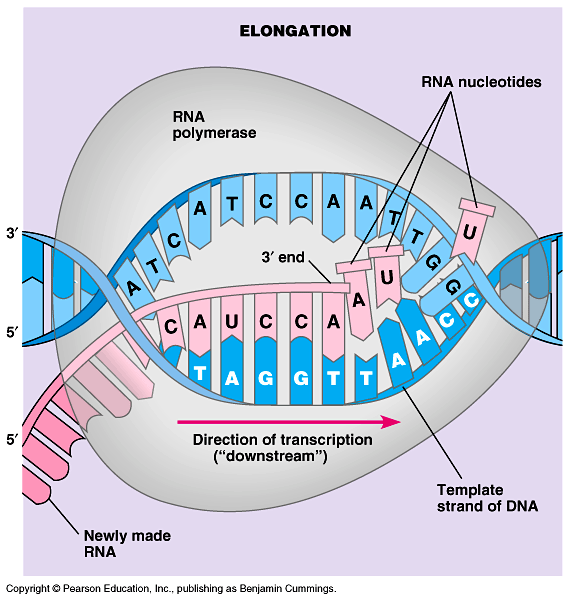 ELONGATION
RNA nucleotides
RNA
polymerase
A T C A T C C A A T T G G
U
3′
3′ end
A U
5′
C A U C C A
T A G G T T A A C C
Direction of transcription
(“downstream”)
5′
Template
strand of DNA
Newly made
RNA
Copyright © Pearson Education, Inc., publishing as Benjamin Cummings.